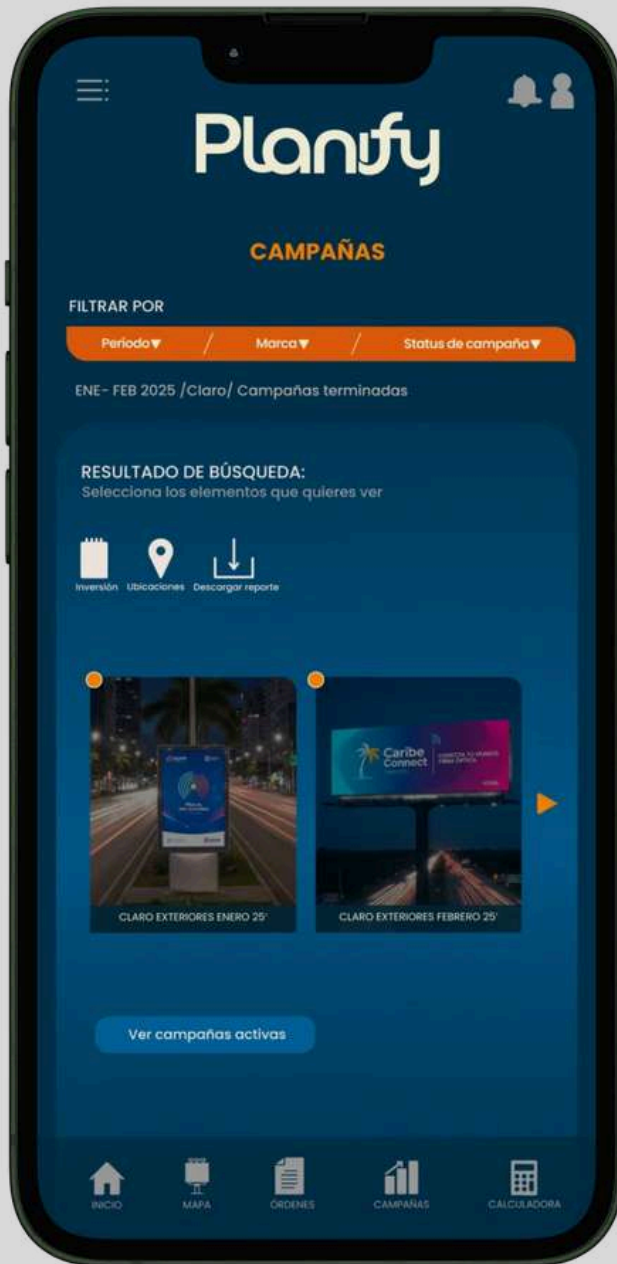 Planify
CAMPAÑAS
FILTRAR POR
Período▼ / Marca▼ / Status de campaña▼
ENE- FEB 2025 /Claro/ Campañas terminadas
RESULTADO DE BÚSQUEDA:
Selecciona los elementos que quieres ver
Inversión Ubicaciones Descargar reporte
Caribe
Connect
CLARO EXTERIORES ENERO 25' CLARO EXTERIORES FEBRERO 25'
Ver campañas activas
INICIO MAPA ÓRDENES CAMPAÑAS CALCULADORA